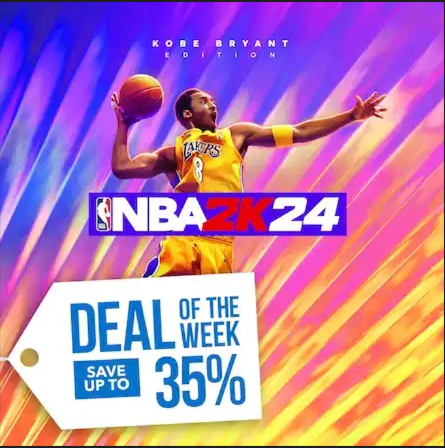 KOBE BRYANT
EDITION
LAKERS
8
NBA2K24
DEAL OF THE WEEK
SAVE UP TO 35%